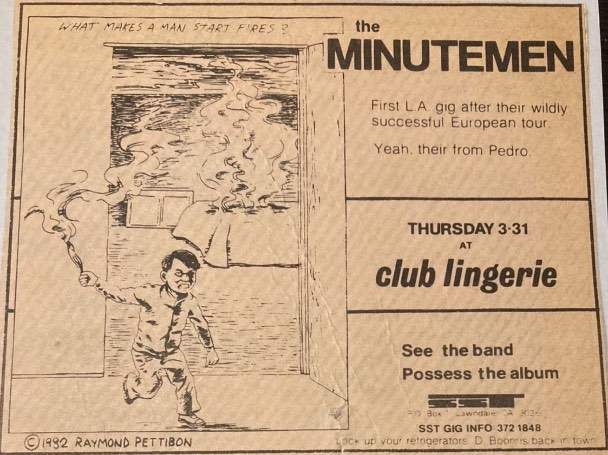 WHAT MAKES A MAN START FIRES?
the
MINUTEMEN
First L.A. gig after their wildly
successful European tour.
Yeah, their from Pedro.
THURSDAY 3·31
AT
club lingerie
See the band
Possess the album
SST
P.O. Box Lawndale CA
SST GIG INFO 372 1848
Lock up your refrigerators. D. Boon is back in town
©1982 RAYMOND PETTIBON